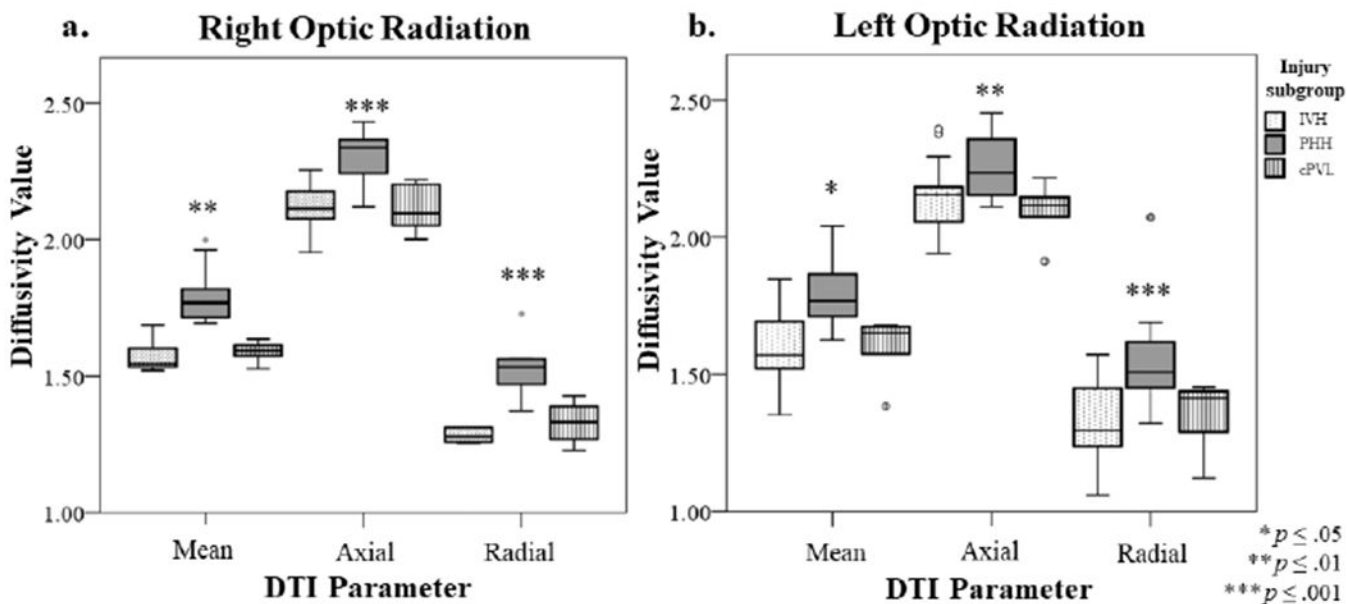 a. Right Optic Radiation
Diffusivity Value
2.50
2.00
1.50
1.00
**
***
***
Mean Axial Radial
DTI Parameter
b. Left Optic Radiation
Diffusivity Value
2.50
2.00
1.50
1.00
*
**
***
Mean Axial Radial
DTI Parameter
Injury
subgroup
IVH
PHH
cPVL
* p ≤ .05
** p ≤ .01
*** p ≤ .001